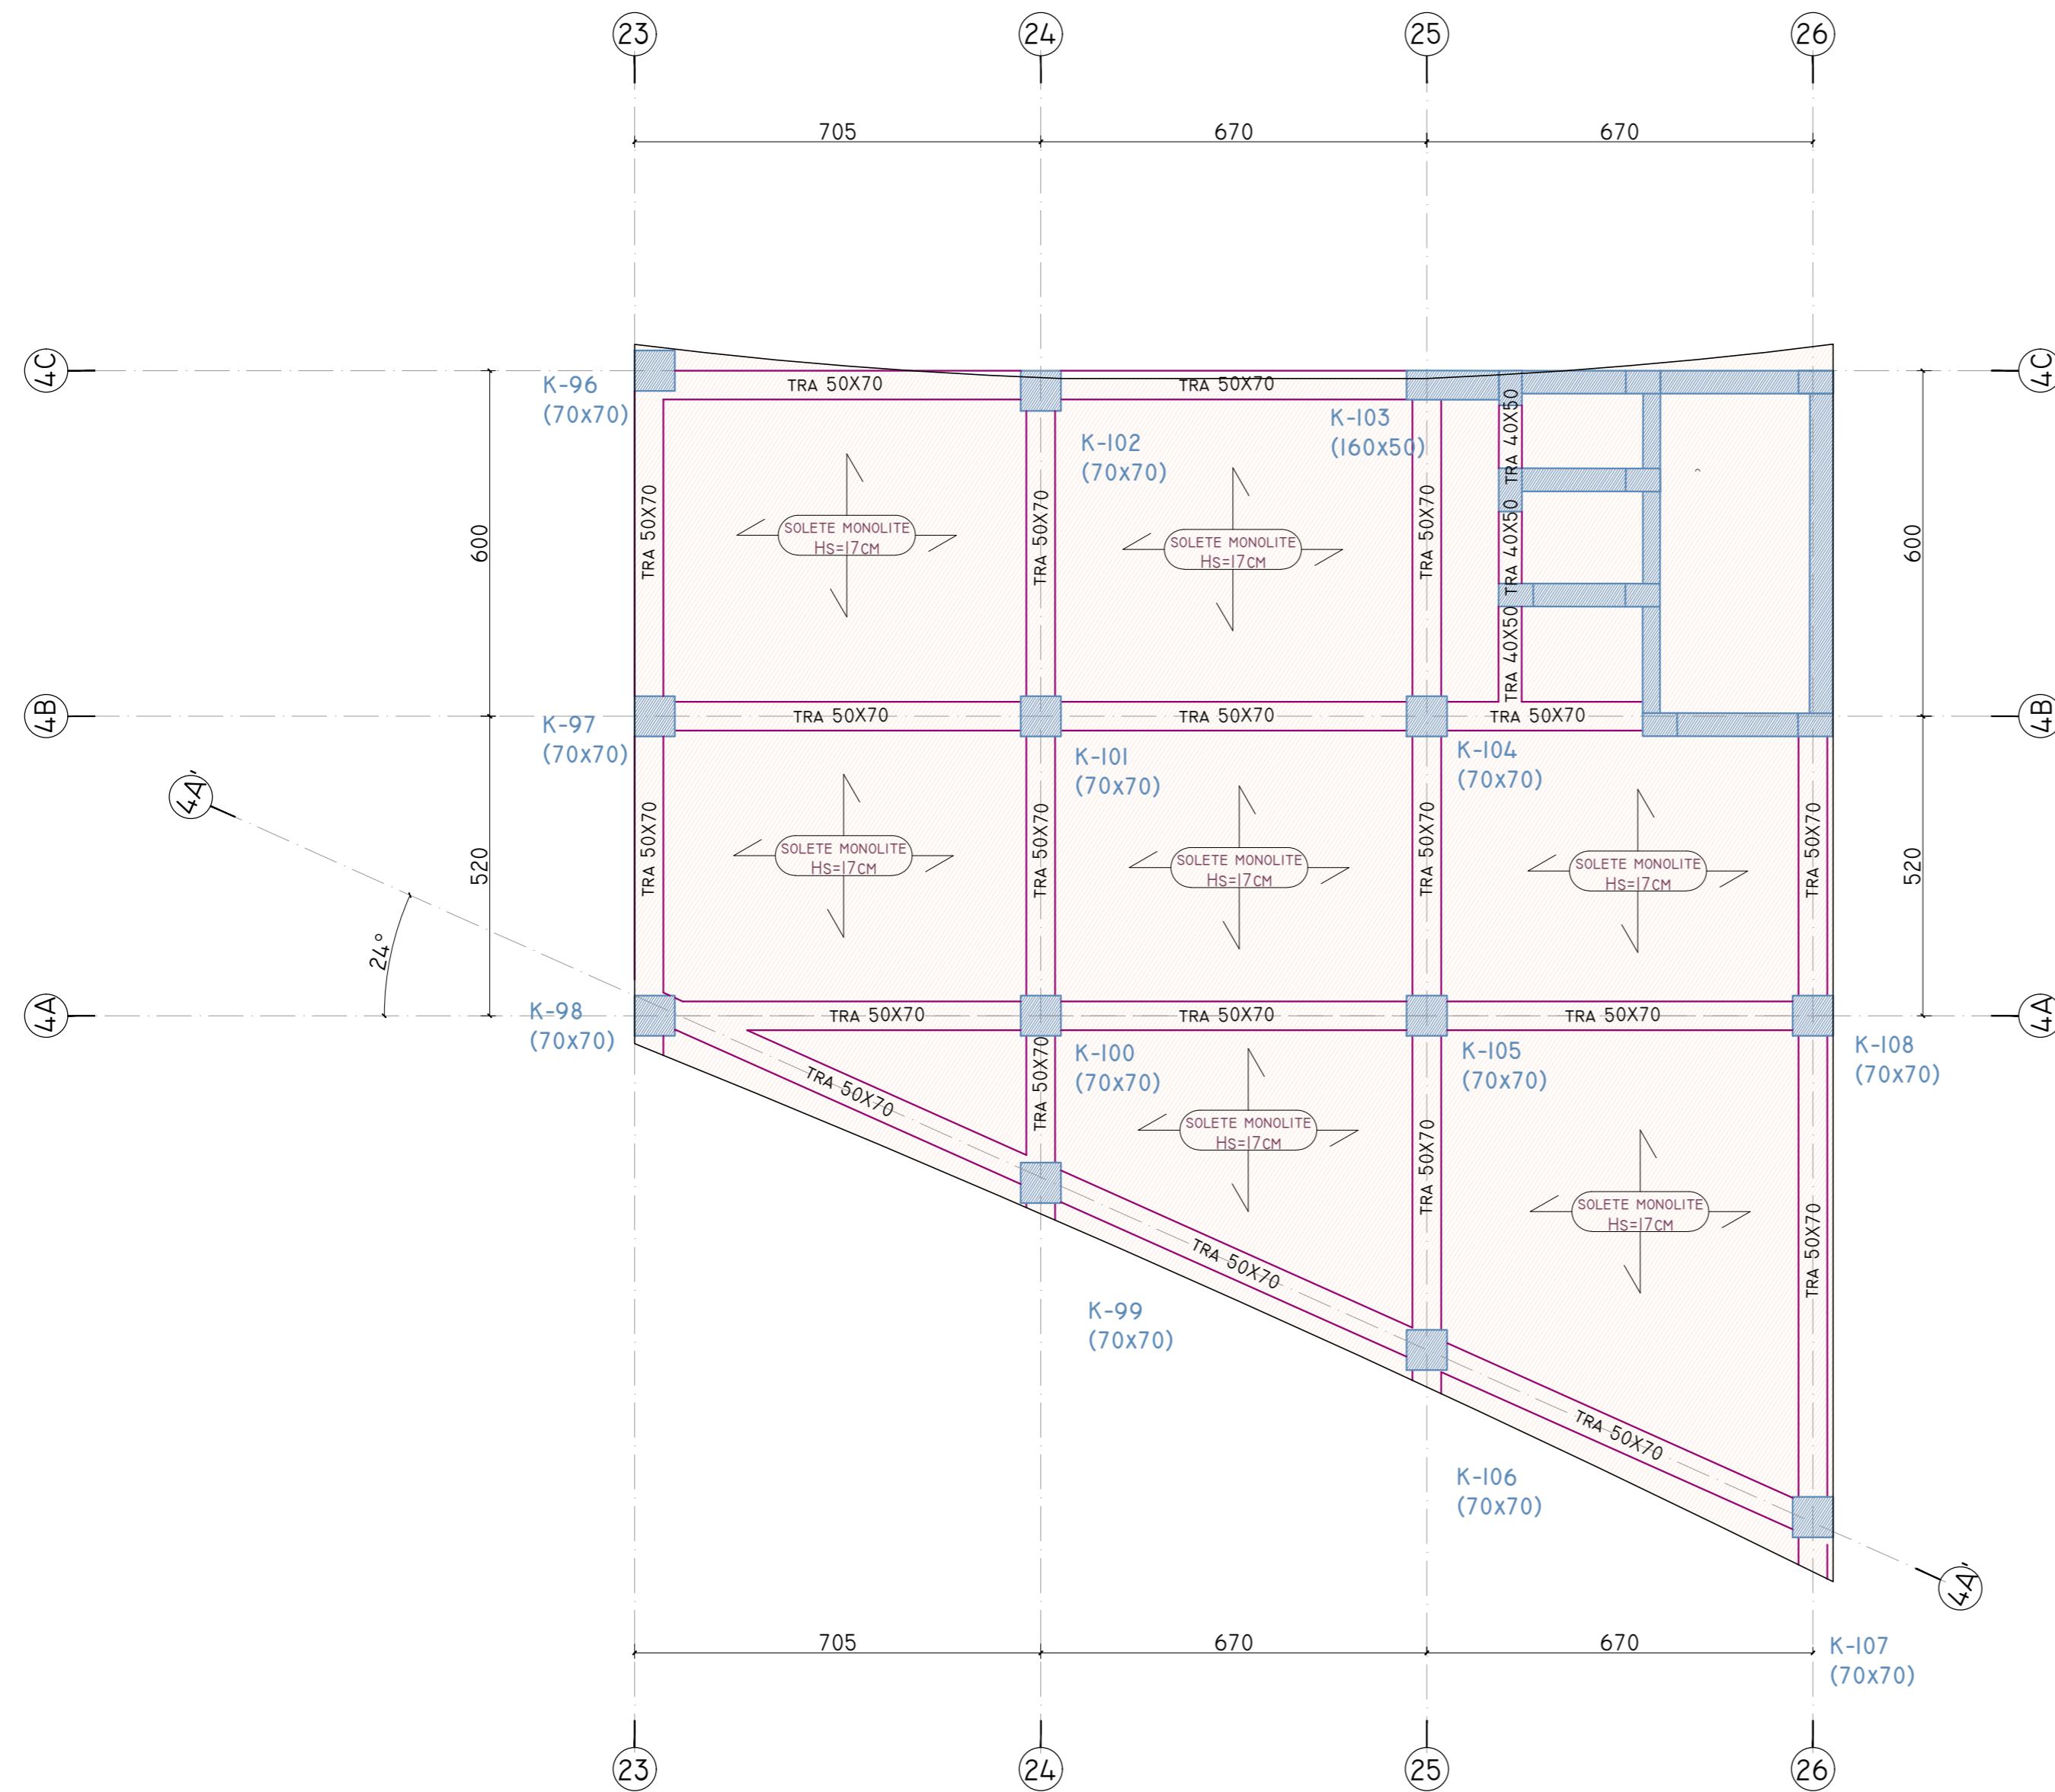 23
24
25
26
705
670
670
4C
4C
K-96
(70x70)
TRA 50X70
TRA 50X70
K-102
(70x70)
K-103
(160x50)
TRA 40X50
TRA 50X70
TRA 50X70
TRA 50X70
TRA 40X50
TRA 40X50
SOLETE MONOLITE
Hs=17CM
SOLETE MONOLITE
Hs=17CM
600
600
4B
4B
K-97
(70x70)
TRA 50X70
TRA 50X70
TRA 50X70
K-101
(70x70)
K-104
(70x70)
4A'
TRA 50X70
TRA 50X70
TRA 50X70
TRA 50X70
SOLETE MONOLITE
Hs=17CM
SOLETE MONOLITE
Hs=17CM
SOLETE MONOLITE
Hs=17CM
520
520
24°
4A
4A
K-98
(70x70)
TRA 50X70
TRA 50X70
TRA 50X70
K-100
(70x70)
K-105
(70x70)
K-108
(70x70)
TRA 50X70
TRA 50X70
TRA 50X70
TRA 50X70
SOLETE MONOLITE
Hs=17CM
SOLETE MONOLITE
Hs=17CM
TRA 50X70
K-99
(70x70)
TRA 50X70
K-106
(70x70)
4A'
705
670
670
K-107
(70x70)
23
24
25
26